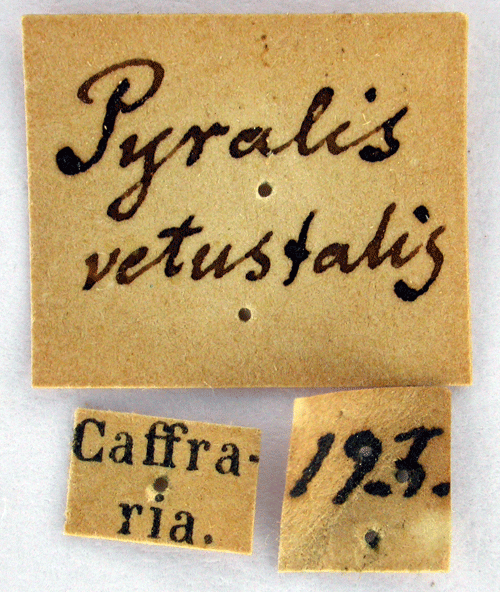 Pyralis
vetustalis
Caffra-
ria.
193.